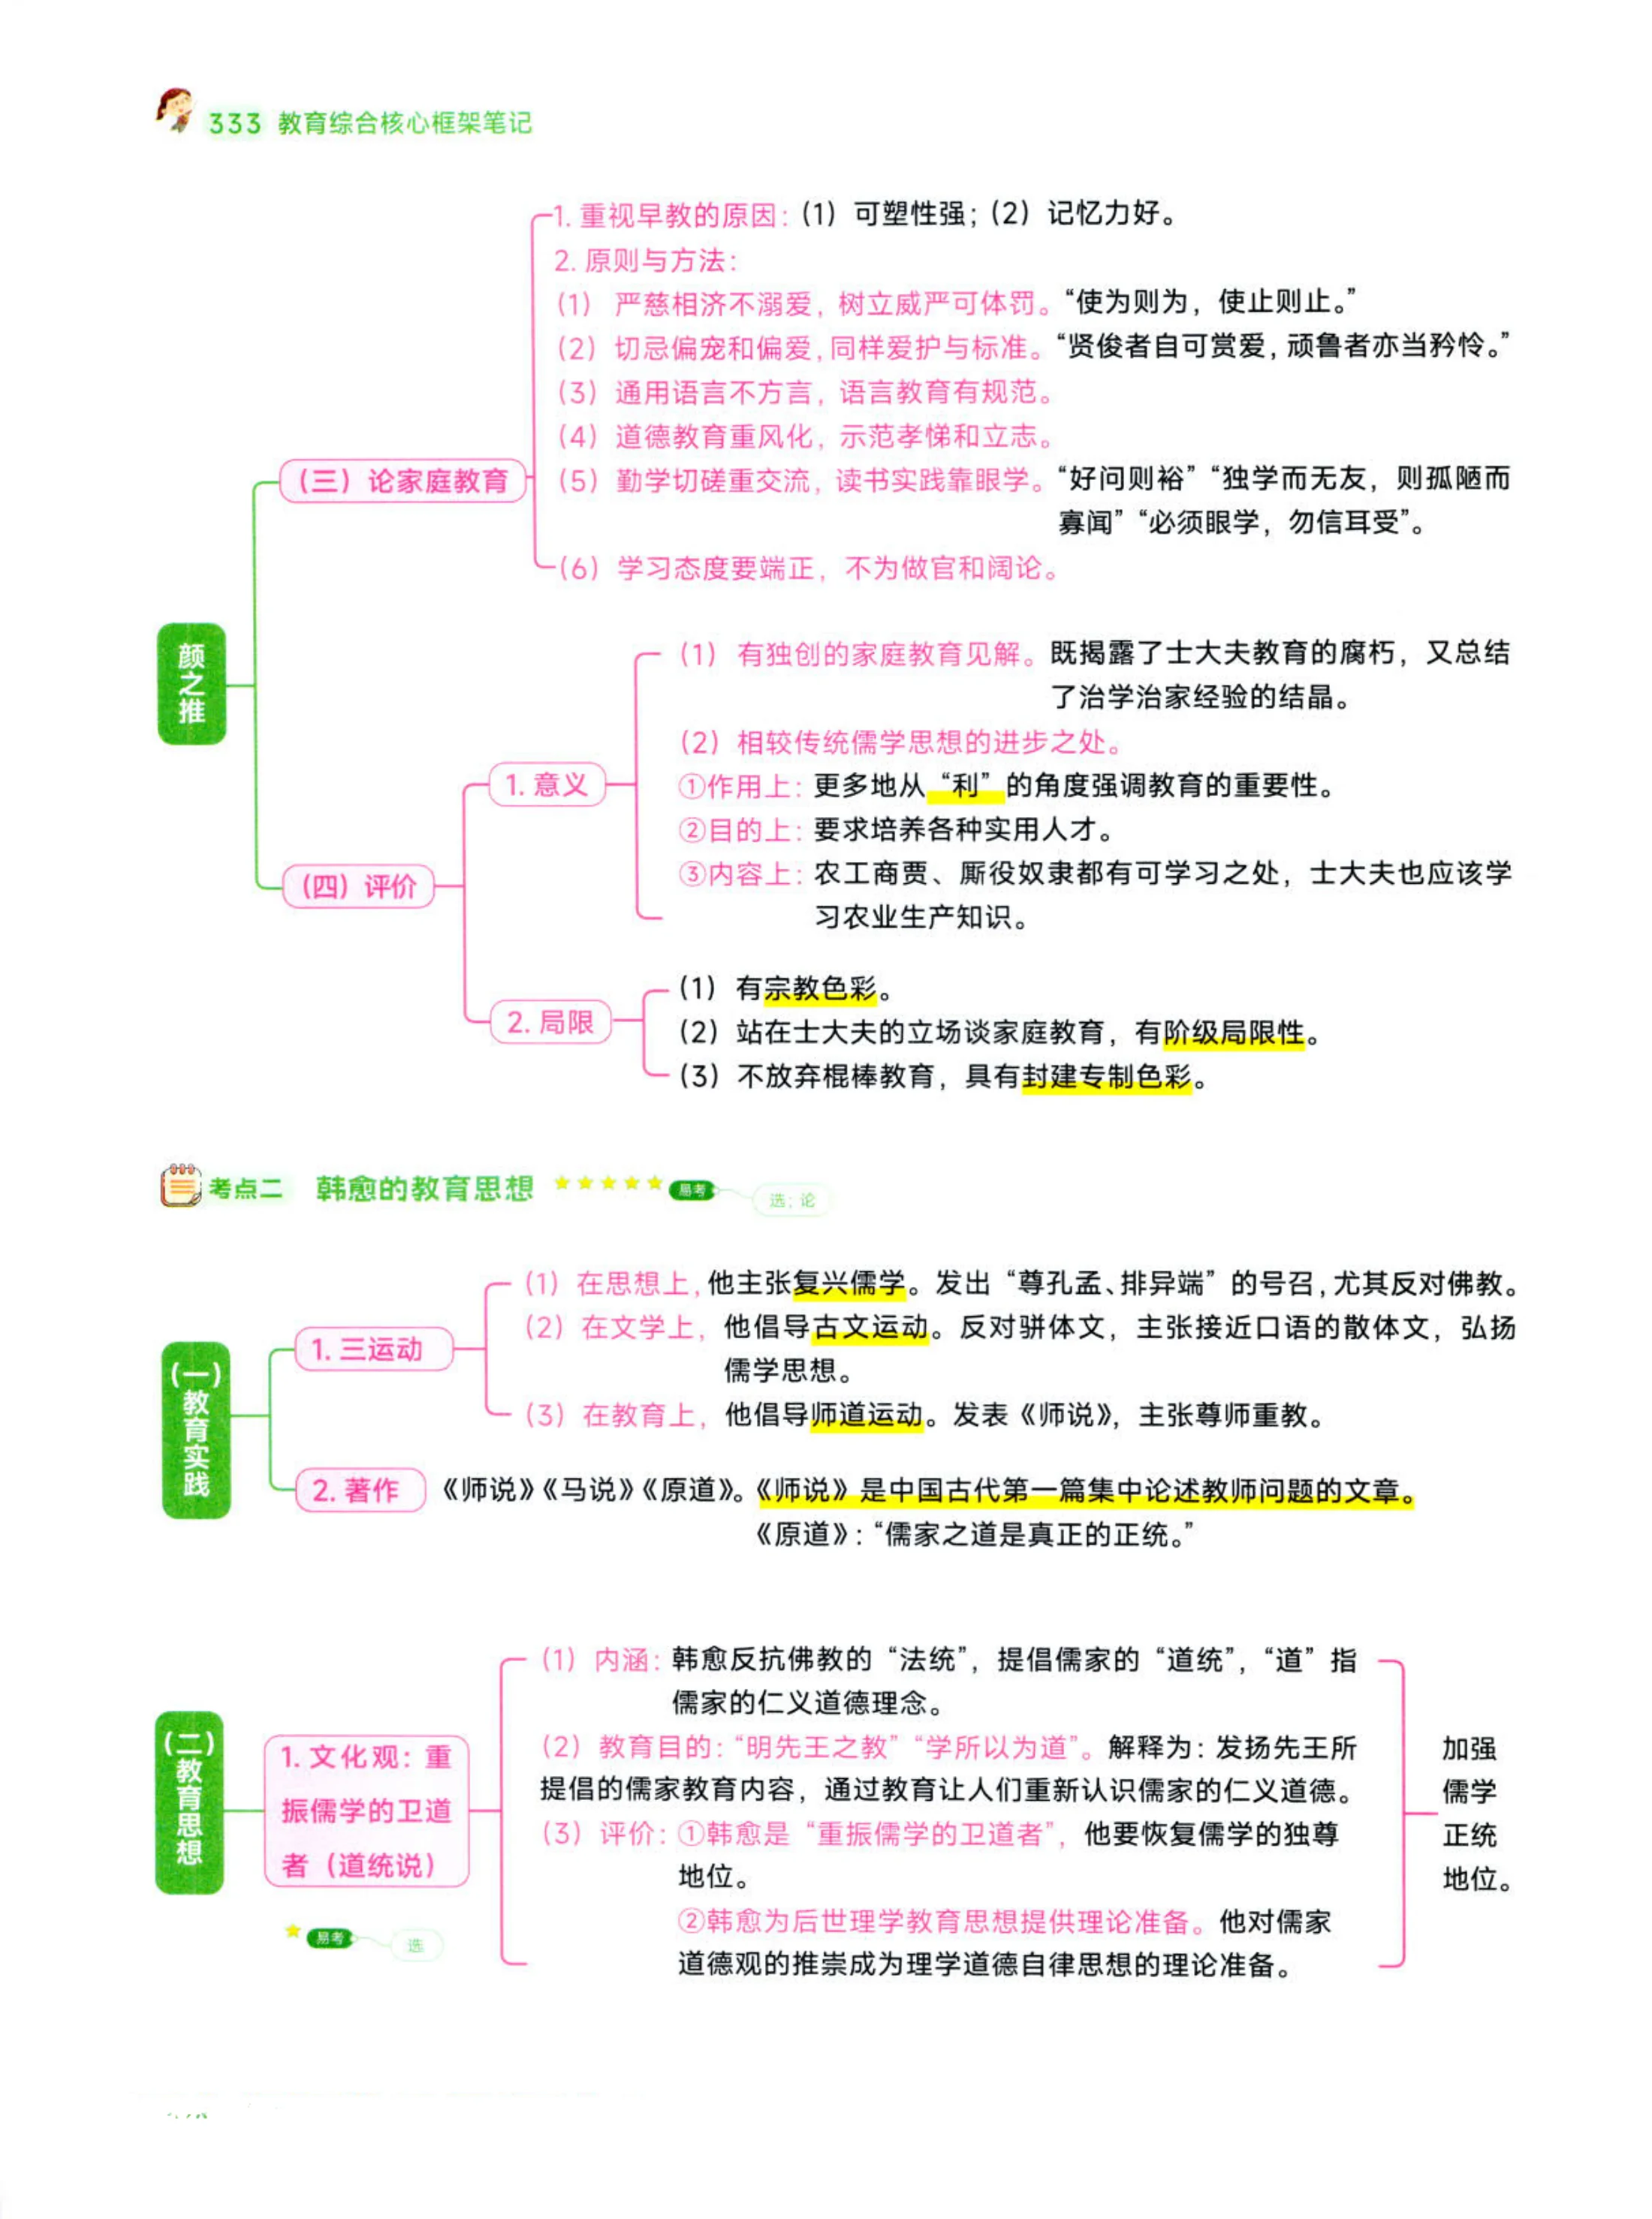 333 教育综合核心框架笔记
1. 重视早教的原因:(1)可塑性强;(2)记忆力好。
2. 原则与方法:
(1)严慈相济不溺爱,树立威严可体罚。“使为则为,使止则止。”
(2)切忌偏宠和偏爱,同样爱护与标准。“贤俊者自可赏爱,顽鲁者亦当矜怜。”
(3)通用语言不方言,语言教育有规范。
(4)道德教育重风化,示范孝悌和立志。
(三)论家庭教育
(5)勤学切磋重交流,读书实践靠眼学。“好问则裕”“独学而无友,则孤陋而
寡闻”“必须眼学,勿信耳受”。
(6)学习态度要端正,不为做官和阔论。
颜之推
(1)有独创的家庭教育见解。既揭露了士大夫教育的腐朽,又总结
了治学治家经验的结晶。
(2)相较传统儒学思想的进步之处。
1. 意义
①作用上:更多地从“利”的角度强调教育的重要性。
②目的上:要求培养各种实用人才。
③内容上:农工商贾、厮役奴隶都有可学习之处,士大夫也应该学
习农业生产知识。
(四)评价
2. 局限
(1)有宗教色彩。
(2)站在士大夫的立场谈家庭教育,有阶级局限性。
(3)不放弃棍棒教育,具有封建专制色彩。
考点二 韩愈的教育思想 易考 选;论
(一)教育实践
1. 三运动
(1)在思想上,他主张复兴儒学。发出“尊孔孟、排异端”的号召,尤其反对佛教。
(2)在文学上,他倡导古文运动。反对骈体文,主张接近口语的散体文,弘扬
儒学思想。
(3)在教育上,他倡导师道运动。发表《师说》,主张尊师重教。
2. 著作 《师说》《马说》《原道》。《师说》是中国古代第一篇集中论述教师问题的文章。
《原道》:“儒家之道是真正的正统。”
(二)教育思想
1. 文化观:重
振儒学的卫道
者(道统说)
易考 选
(1)内涵:韩愈反抗佛教的“法统”,提倡儒家的“道统”,“道”指
儒家的仁义道德理念。
(2)教育目的:“明先王之教”“学所以为道”。解释为:发扬先王所
提倡的儒家教育内容,通过教育让人们重新认识儒家的仁义道德。
(3)评价:①韩愈是“重振儒学的卫道者”,他要恢复儒学的独尊
地位。
②韩愈为后世理学教育思想提供理论准备。他对儒家
道德观的推崇成为理学道德自律思想的理论准备。
加强
儒学
正统
地位。